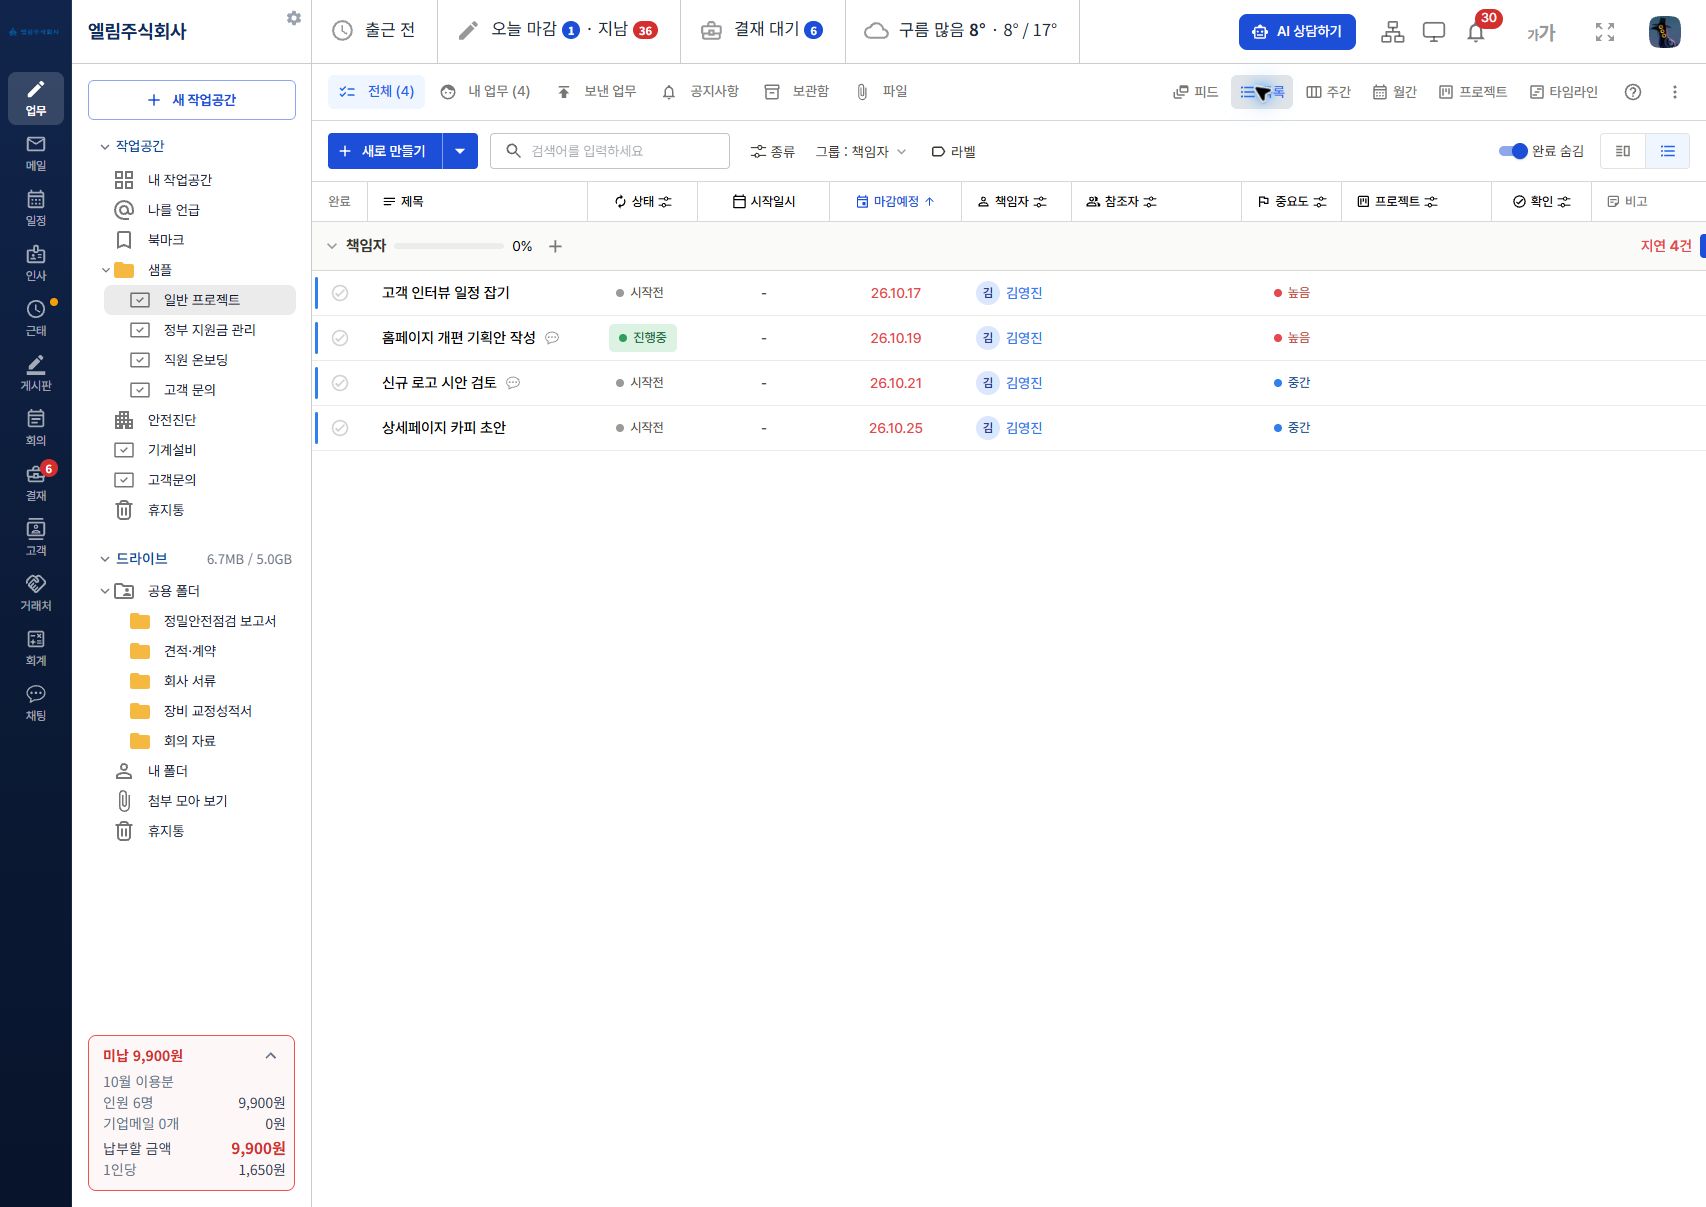 엘림주식회사
엘림주식회사
출근 전
오늘 마감 1 · 지남 36
결재 대기 6
구름 많음 8° · 8° / 17°
AI 상담하기
30
가가
업무
메일
일정
인사
근태
게시판
회의
6
결재
고객
거래처
회계
채팅
새 작업공간
작업공간
내 작업공간
나를 언급
북마크
샘플
일반 프로젝트
정부 지원금 관리
직원 온보딩
고객 문의
안전진단
기계설비
고객문의
휴지통
드라이브 6.7MB / 5.0GB
공용 폴더
정밀안전점검 보고서
견적·계약
회사 서류
장비 교정성적서
회의 자료
내 폴더
첨부 모아 보기
휴지통
미납 9,900원
10월 이용분
인원 6명 9,900원
기업메일 0개 0원
납부할 금액 9,900원
1인당 1,650원
전체 (4) 내 업무 (4) 보낸 업무 공지사항 보관함 파일
피드 록 주간 월간 프로젝트 타임라인
새로 만들기 검색어를 입력하세요 종류 그룹 : 책임자 라벨 완료 숨김
완료 제목 상태 시작일시 마감예정 책임자 참조자 중요도 프로젝트 확인 비고
책임자 0% 지연 4건
고객 인터뷰 일정 잡기 시작전 - 26.10.17 김 김영진 높음
홈페이지 개편 기획안 작성 진행중 - 26.10.19 김 김영진 높음
신규 로고 시안 검토 시작전 - 26.10.21 김 김영진 중간
상세페이지 카피 초안 시작전 - 26.10.25 김 김영진 중간